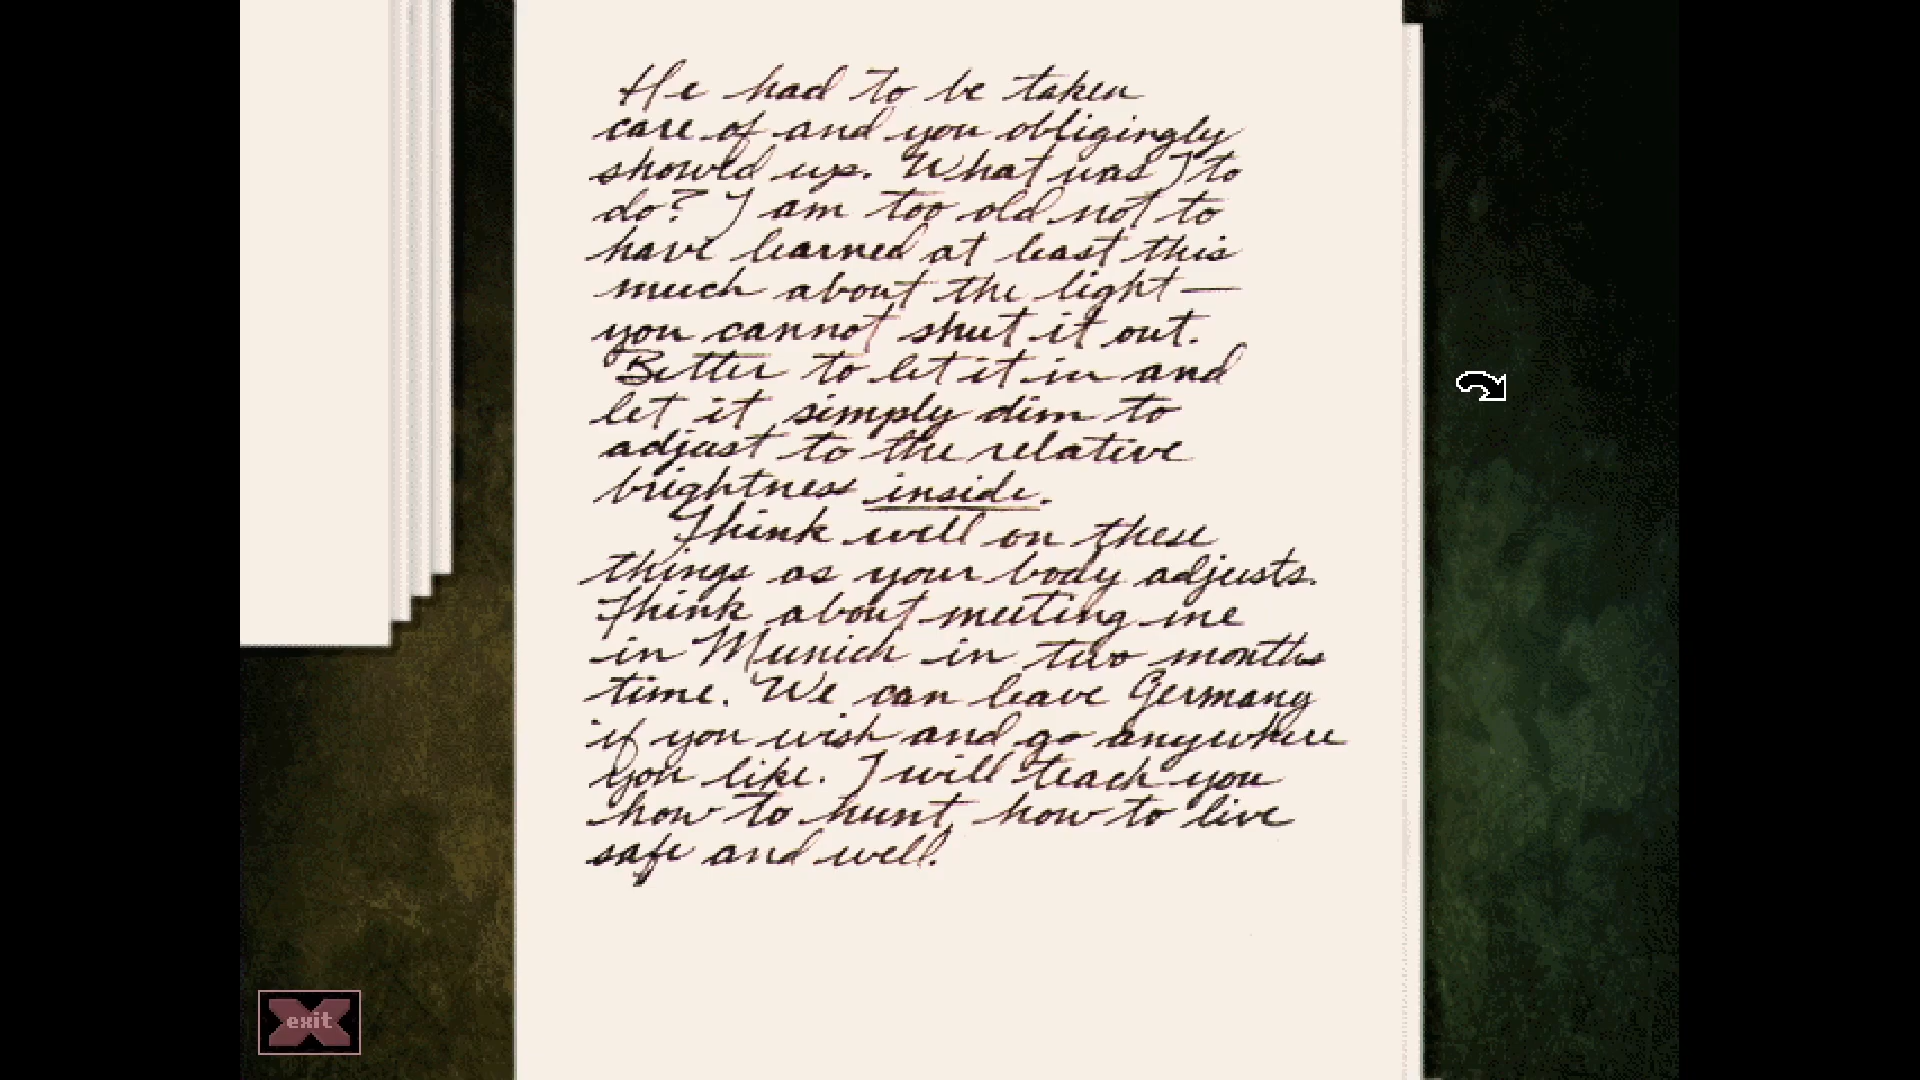 He had to be taken
care of and you obligingly
showed up. What was I to
do? I am too old not to
have learned at least this
much about the light—
you cannot shut it out.
Better to let it in and
let it simply dim to
adjust to the relative
brightness inside.
Think well on these
things as your body adjusts.
Think about meeting me
in Munich in two months
time. We can leave Germany
if you wish and go anywhere
you like. I will teach you
how to hunt, how to live
safe and well.
exit